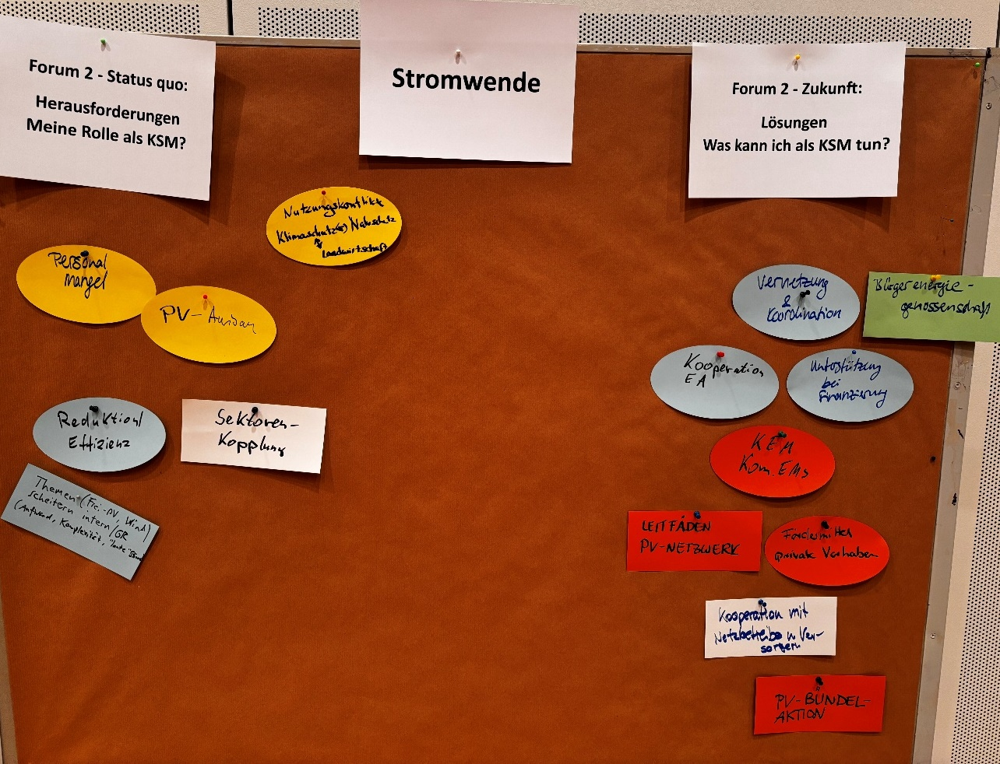 Forum 2 - Status quo:
Herausforderungen
Meine Rolle als KSM?
Stromwende
Forum 2 - Zukunft:
Lösungen
Was kann ich als KSM tun?
Nutzungskonflikt
Klimaschutz <-> Naturschutz
Landwirtschaft
Personal
mangel
PV-Ausbau
Reduktion/
Effizienz
Sektoren-
Kopplung
Themen (Frei-PV, Wind)
scheitern intern/GR
(Aufwand, Komplexität, "laute"
Vernetzung
&
Koordination
Bürgerenergie-
genossenschaft
Kooperation
EA
Unterstützung
bei
Finanzierung
KEM
Kom. EMs
LEITFÄDEN
PV-NETZWERK
Fördermittel
private Vorhaben
Kooperation mit
Netzbetreiber u Ver-
sorgern
PV-BÜNDEL-
AKTION